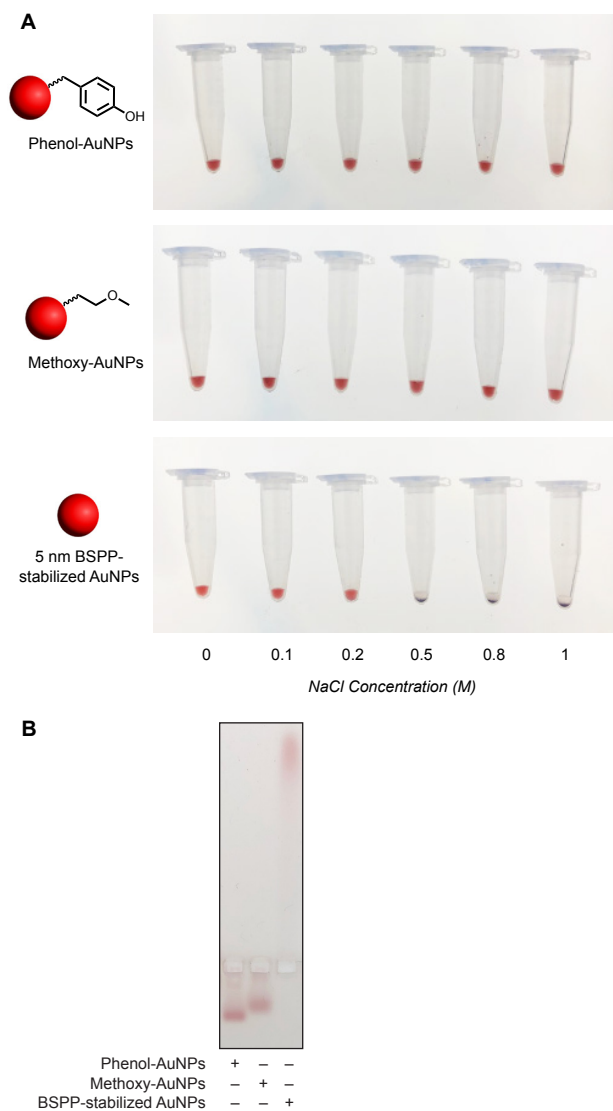 A
OH
Phenol-AuNPs
O
Methoxy-AuNPs
5 nm BSPP-
stabilized AuNPs
0 0.1 0.2 0.5 0.8 1
NaCl Concentration (M)
B
Phenol-AuNPs + – –
Methoxy-AuNPs – + –
BSPP-stabilized AuNPs – – +